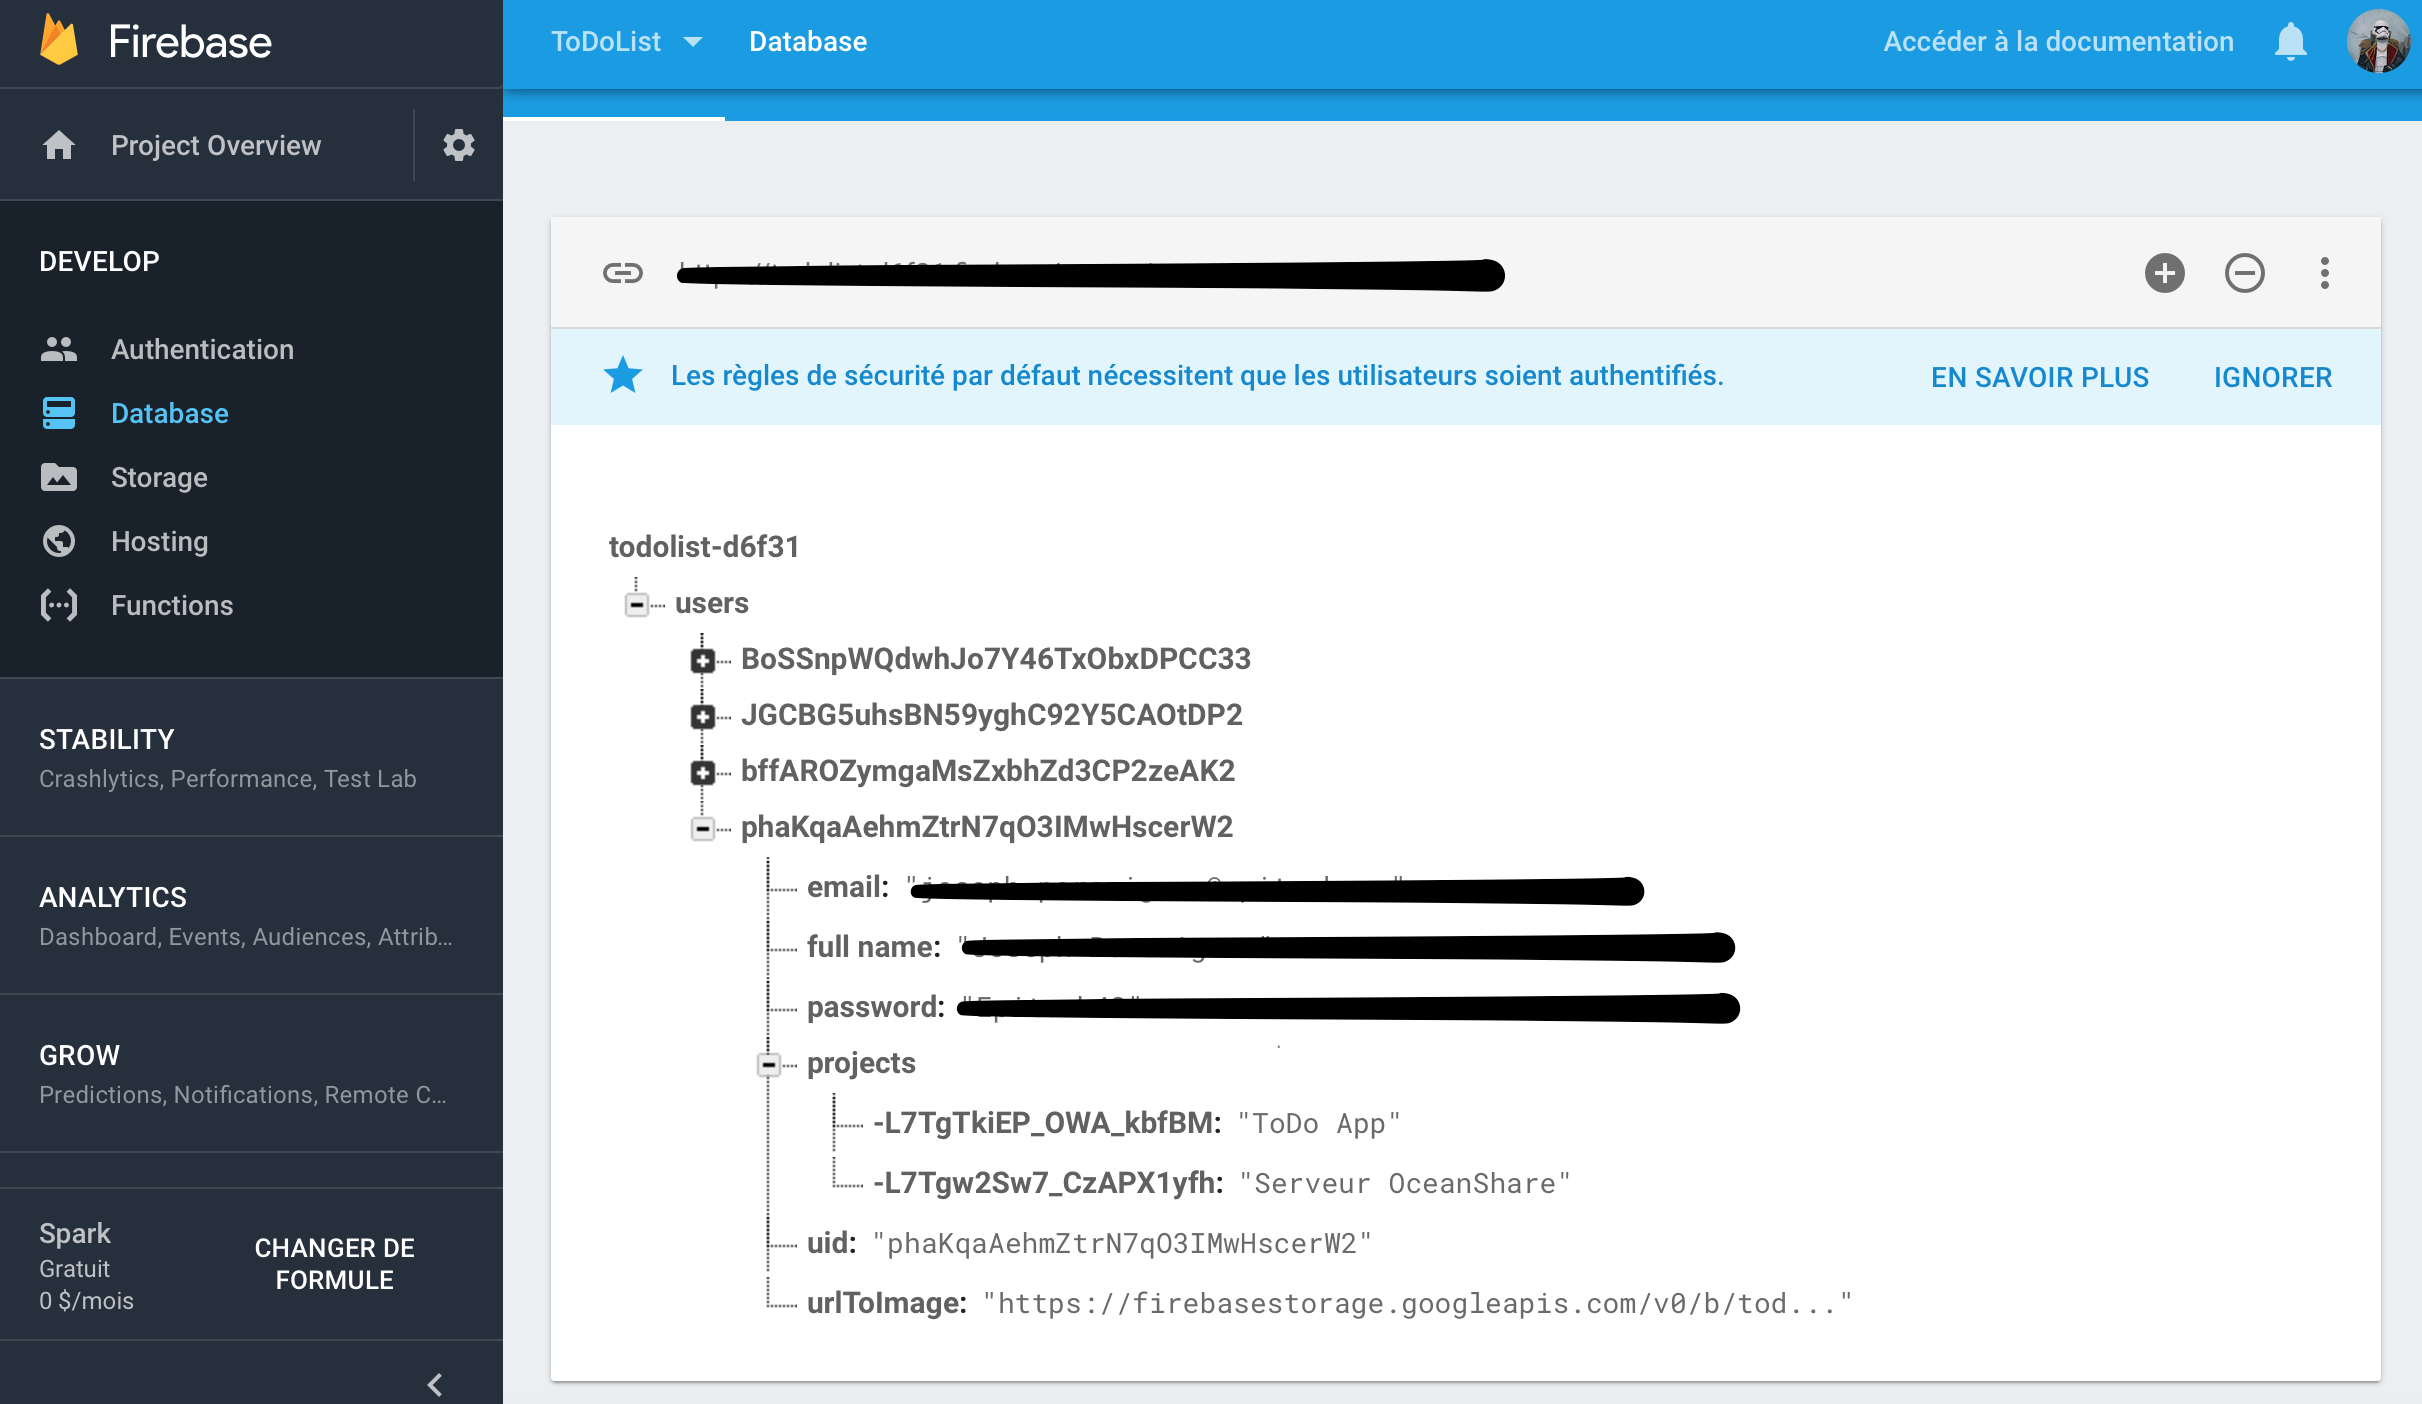 Firebase
ToDoList Database Accéder à la documentation
Project Overview
DEVELOP
Authentication
Database
Storage
Hosting
Functions
STABILITY
Crashlytics, Performance, Test Lab
ANALYTICS
Dashboard, Events, Audiences, Attrib...
GROW
Predictions, Notifications, Remote C...
Spark
Gratuit
0 $/mois
CHANGER DE
FORMULE
Les règles de sécurité par défaut nécessitent que les utilisateurs soient authentifiés. EN SAVOIR PLUS IGNORER
todolist-d6f31
users
BoSSnpWQdwhJo7Y46TxObxDPCC33
JGCBG5uhsBN59yghC92Y5CAOtDP2
bffAROZymgaMsZxbhZd3CP2zeAK2
phaKqaAehmZtrN7qO3IMwHscerW2
email:
full name:
password:
projects
-L7TgTkiEP_OWA_kbfBM: "ToDo App"
-L7Tgw2Sw7_CzAPX1yfh: "Serveur OceanShare"
uid: "phaKqaAehmZtrN7qO3IMwHscerW2"
urlToImage: "https://firebasestorage.googleapis.com/v0/b/tod..."